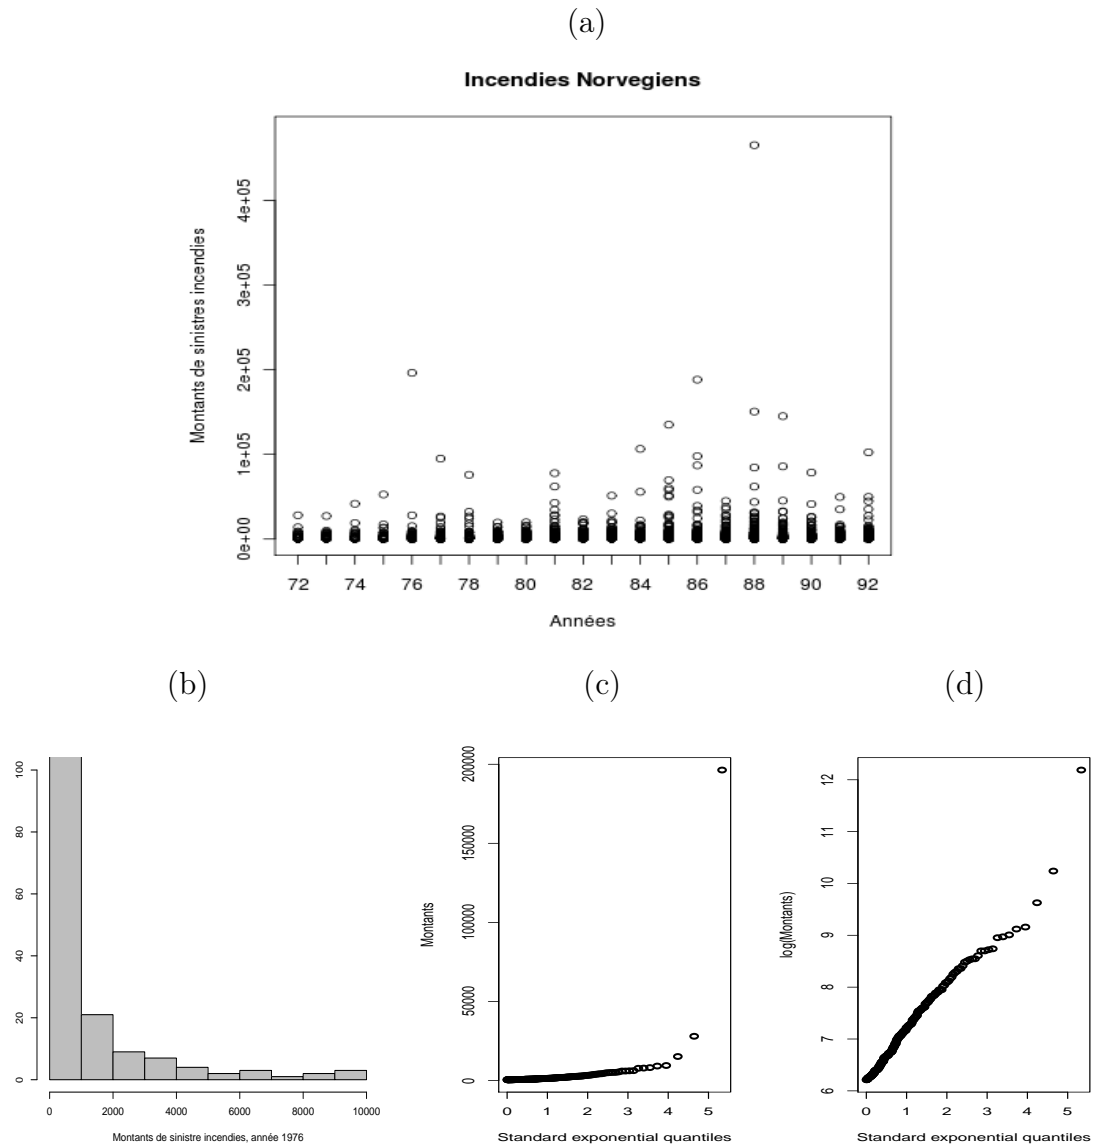 (a)
Incendies Norvegiens
Montants de sinistres incendies
0e+00 1e+05 2e+05 3e+05 4e+05
72 74 76 78 80 82 84 86 88 90 92
Années
(b)
0 20 40 60 80 100
0 2000 4000 6000 8000 10000
Montants de sinistre incendies, année 1976
(c)
Montants
0 50000 100000 150000 200000
0 1 2 3 4 5
Standard exponential quantiles
(d)
log(Montants)
6 7 8 9 10 11 12
0 1 2 3 4 5
Standard exponential quantiles